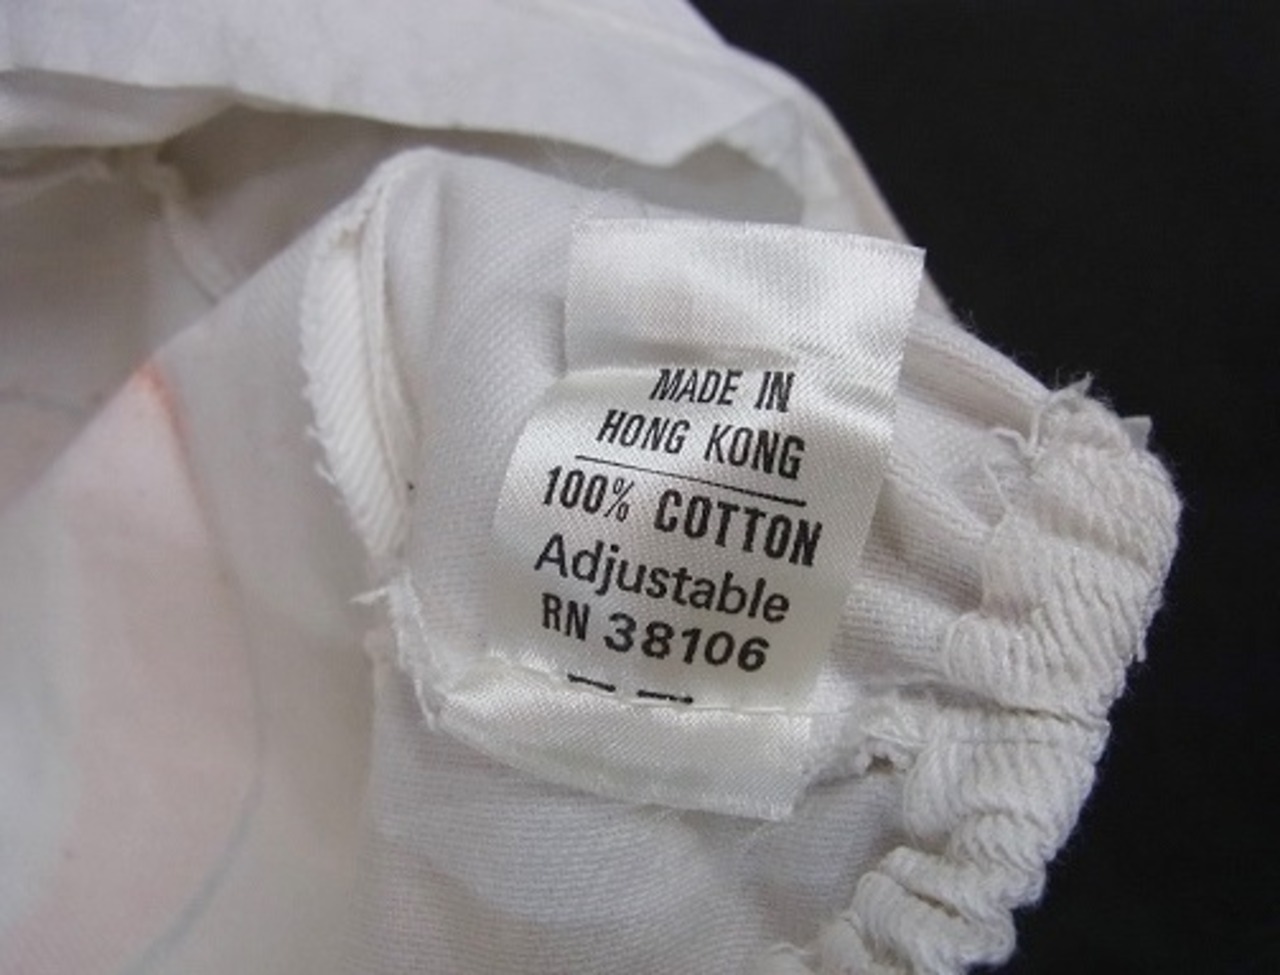 MADE IN
HONG KONG
100% COTTON
Adjustable
RN 38106